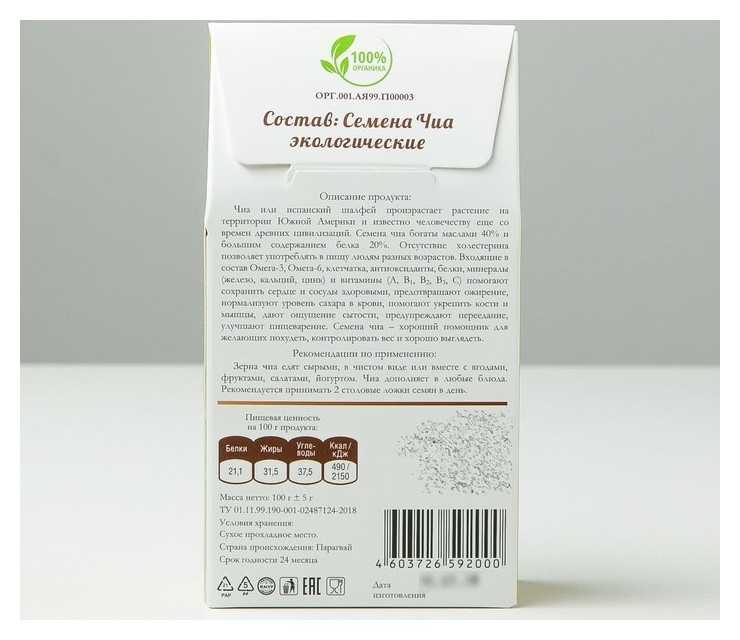 100%
ОРГАНИКА
ОРГ.001.АЯ99.П00003
Состав: Семена Чиа
экологические
Описание продукта:
Чиа или испанский шалфей произрастает растение на
территории Южной Америки и известно человечеству еще со
времен древних цивилизаций. Семена чиа богаты маслами 40% и
большим содержанием белка 20%. Отсутствие холестерина
позволяет употреблять в пищу людям разных возрастов. Входящие в
состав Омега-3, Омега-6, клетчатка, антиоксиданты, белки, минералы
(железо, кальций, цинк) и витамины (А, В₁, В₂, В₃, С) помогают
сохранить сердце и сосуды здоровыми, предотвращают ожирение,
нормализуют уровень сахара в крови, помогают укрепить кости и
мышцы, дают ощущение сытости, предупреждают переедание,
улучшают пищеварение. Семена чиа – хороший помощник для
желающих похудеть, контролировать вес и хорошо выглядеть.
Рекомендации по применению:
Зерна чиа едят сырыми, в чистом виде или вместе с ягодами,
фруктами, салатами, йогуртом. Чиа дополняет в любые блюда.
Рекомендуется принимать 2 столовые ложки семян в день.
Пищевая ценность
на 100 г продукта:
Белки Жиры Угле-воды Ккал / кДж
21,1 31,5 37,5 490 / 2150
Масса нетто: 100 г ± 5 г
ТУ 01.11.99.190-001-02487124-2018
Условия хранения:
Сухое прохладное место.
Страна происхождения: Парагвай
Срок годности 24 месяца
4 603726 592000
Дата
изготовления
21 5 ЕАС
PAP PP